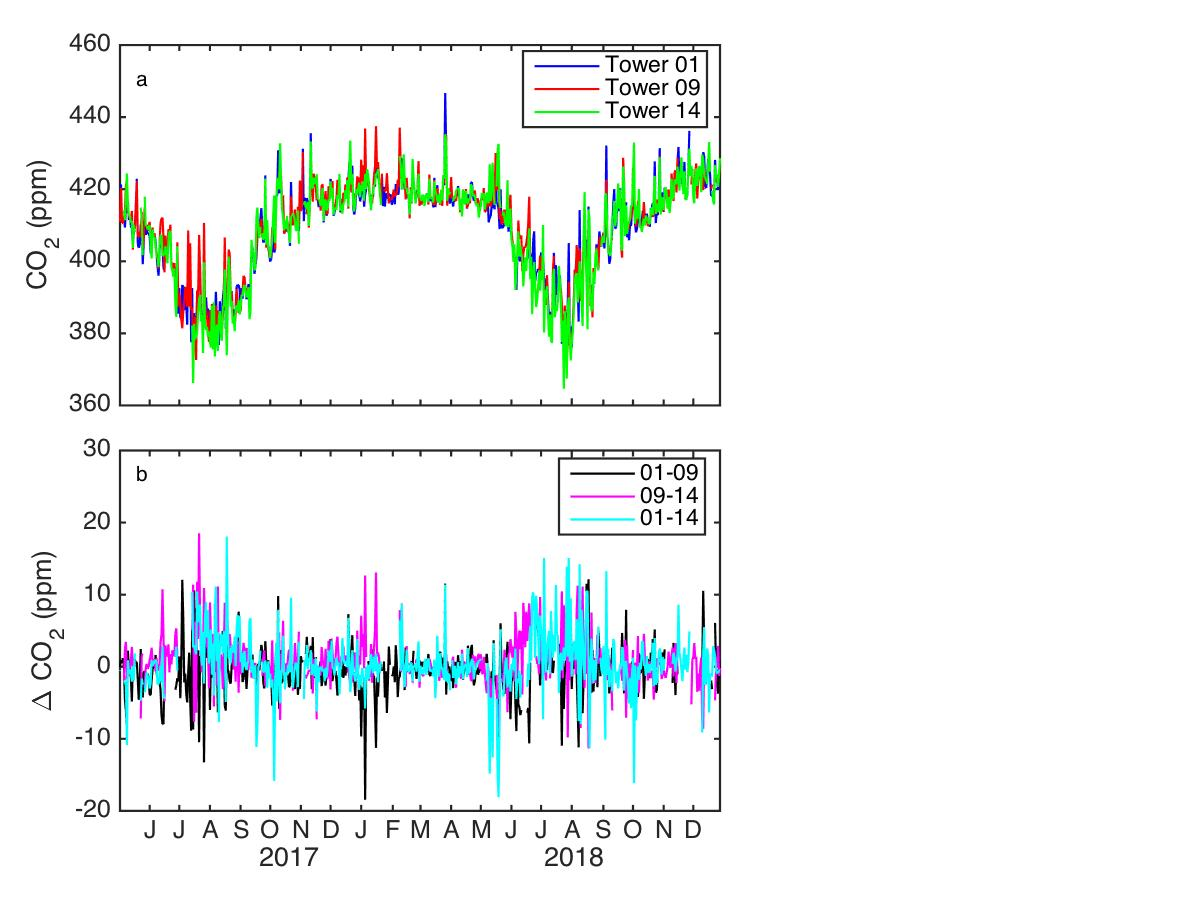 460
440
420
400
380
360
CO2 (ppm)
a
Tower 01
Tower 09
Tower 14
30
20
10
0
-10
-20
Δ CO2 (ppm)
b
01-09
09-14
01-14
J J A S O N D J F M A M J J A S O N D
2017 2018